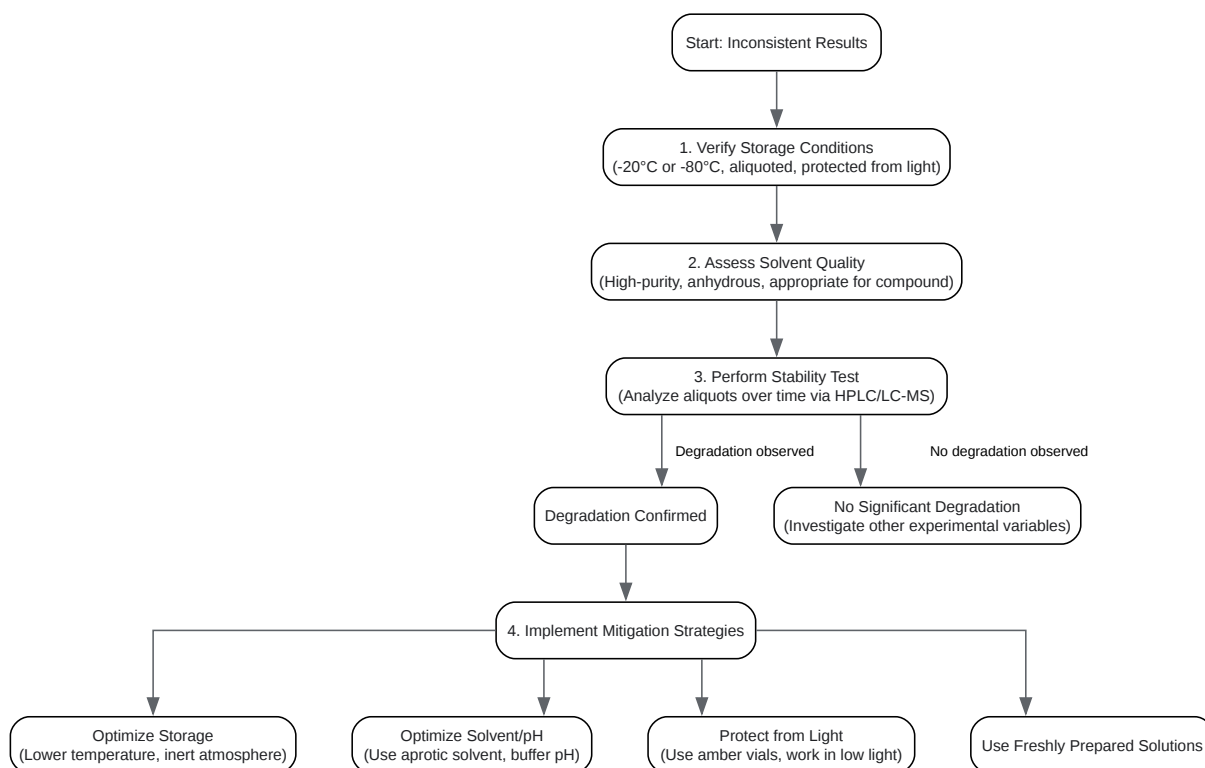 Start: Inconsistent Results
1. Verify Storage Conditions
(-20°C or -80°C, aliquoted, protected from light)
2. Assess Solvent Quality
(High-purity, anhydrous, appropriate for compound)
3. Perform Stability Test
(Analyze aliquots over time via HPLC/LC-MS)
Degradation observed
No degradation observed
Degradation Confirmed
No Significant Degradation
(Investigate other experimental variables)
4. Implement Mitigation Strategies
Optimize Storage
(Lower temperature, inert atmosphere)
Optimize Solvent/pH
(Use aprotic solvent, buffer pH)
Protect from Light
(Use amber vials, work in low light)
Use Freshly Prepared Solutions